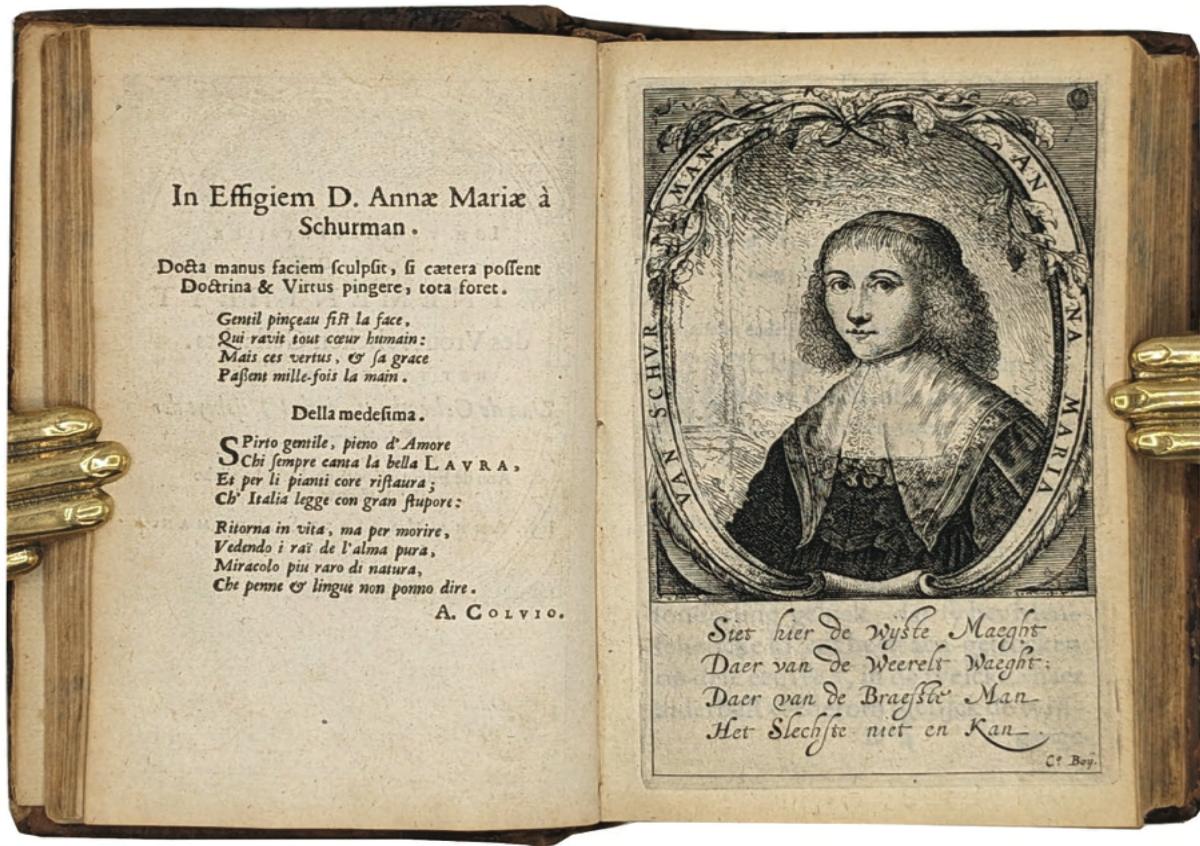 In Effigiem D. Annæ Mariæ à
Schurman.
Docta manus faciem ſculpſit, ſi cætera poſſent
Doctrina & Virtus pingere, tota foret.
Gentil pinçeau fiſt la face,
Qui ravit tout cœur humain:
Mais ces vertus, & ſa grace
Paßent mille-fois la main.
Della medesima.
SPirto gentile, pieno d'Amore
Chi ſempre canta la bella LAVRA,
Et per li pianti core riſtaura;
Ch' Italia legge con gran ſtupore:
Ritorna in vita, ma per morire,
Vedendo i raï de l'alma pura,
Miracolo piu raro di natura,
Che penne & lingue non ponno dire.
A. COLVIO.
ANNA MARIA VAN SCHVRMAN.
Siet hier de wyſte Maeght
Daer van de Weerelt Waeght:
Daer van de Braefſte Man
Het Slechſte niet en Kan.
Cº Boÿ.